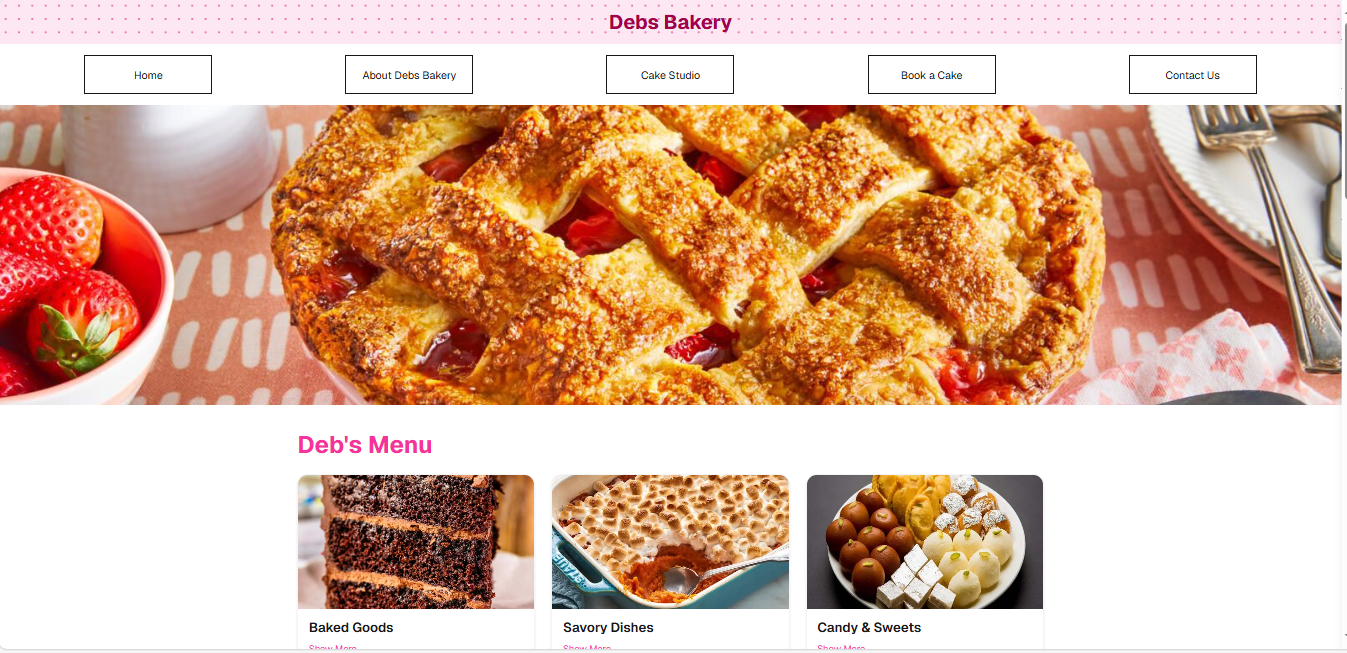 Debs Bakery
Home
About Debs Bakery
Cake Studio
Book a Cake
Contact Us
Deb's Menu
Baked Goods
Savory Dishes
Candy & Sweets
Show More
Show More
Show More